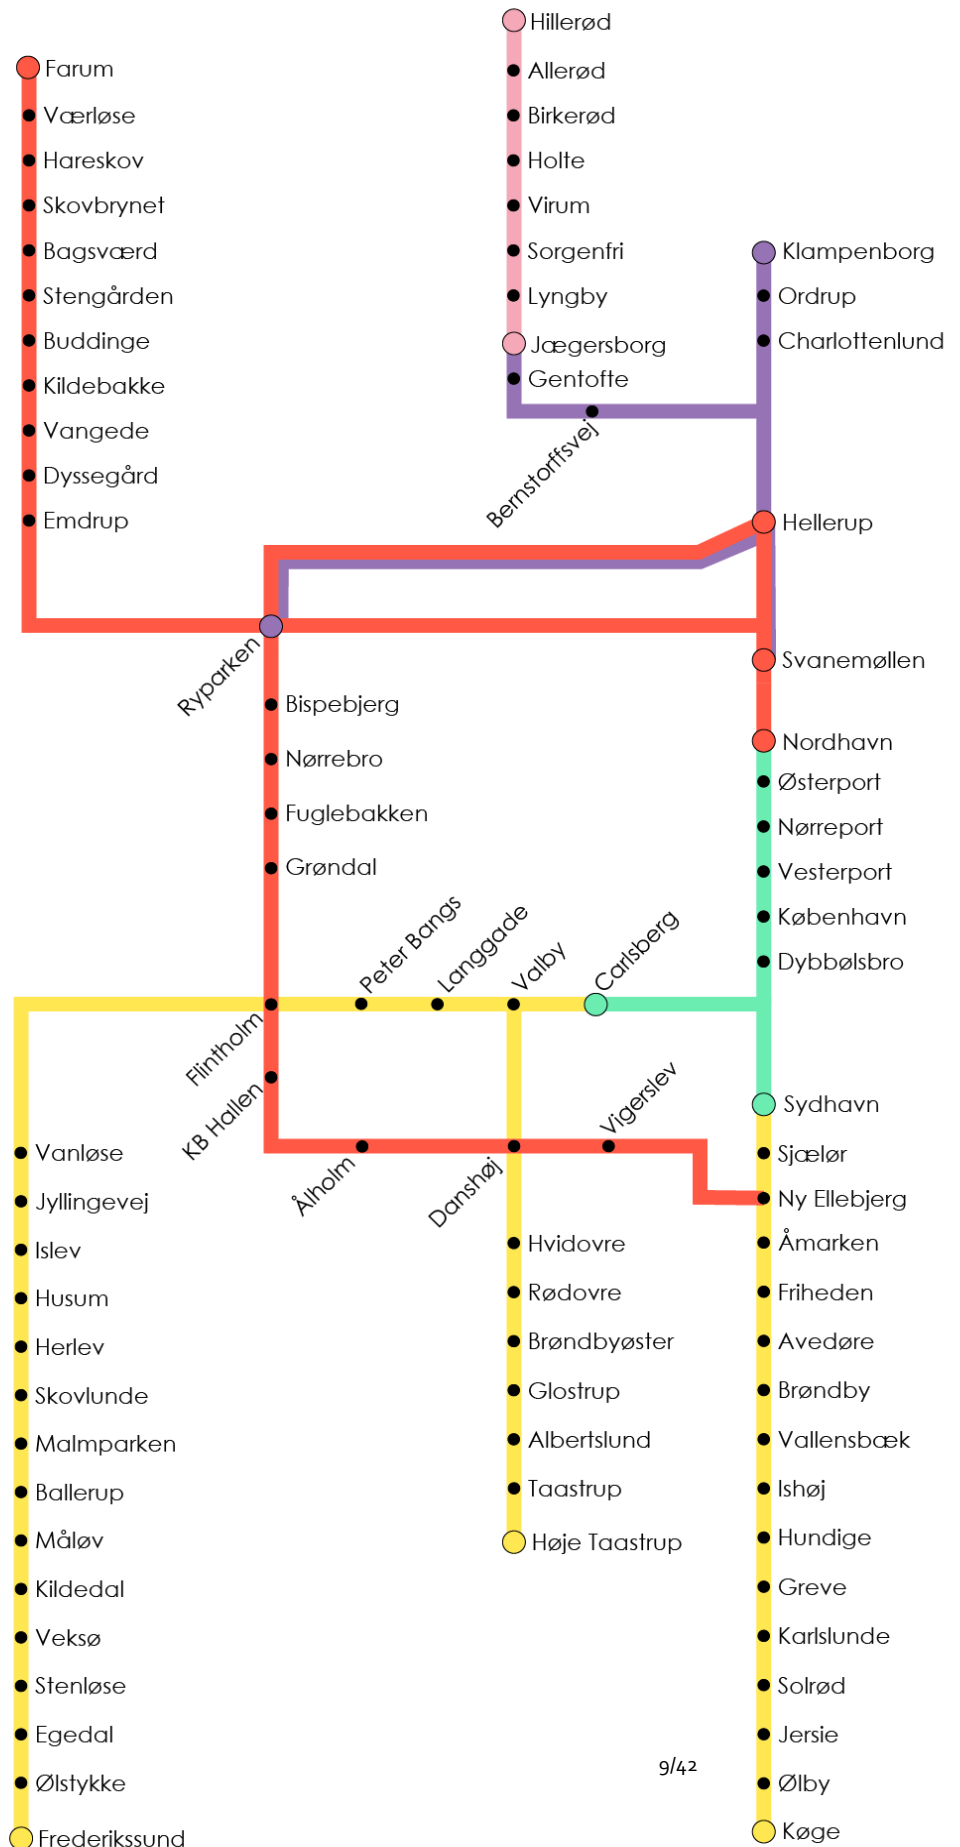 Hillerød
Allerød
Birkerød
Holte
Virum
Sorgenfri
Lyngby
Jægersborg
Gentofte
Bernstorffsvej
Farum
Værløse
Hareskov
Skovbrynet
Bagsværd
Stengården
Buddinge
Kildebakke
Vangede
Dyssegård
Emdrup
Klampenborg
Ordrup
Charlottenlund
Hellerup
Svanemøllen
Nordhavn
Østerport
Nørreport
Vesterport
København
Dybbølsbro
Sydhavn
Sjælør
Ny Ellebjerg
Åmarken
Friheden
Avedøre
Brøndby
Vallensbæk
Ishøj
Hundige
Greve
Karlslunde
Solrød
Jersie
Ølby
Køge
Ryparken
Bispebjerg
Nørrebro
Fuglebakken
Grøndal
Flintholm
KB Hallen
Ålholm
Danshøj
Vigerslev
Peter Bangs
Langgade
Valby
Carlsberg
Hvidovre
Rødovre
Brøndbyøster
Glostrup
Albertslund
Taastrup
Høje Taastrup
Vanløse
Jyllingevej
Islev
Husum
Herlev
Skovlunde
Malmparken
Ballerup
Måløv
Kildedal
Veksø
Stenløse
Egedal
Ølstykke
Frederikssund
9/42